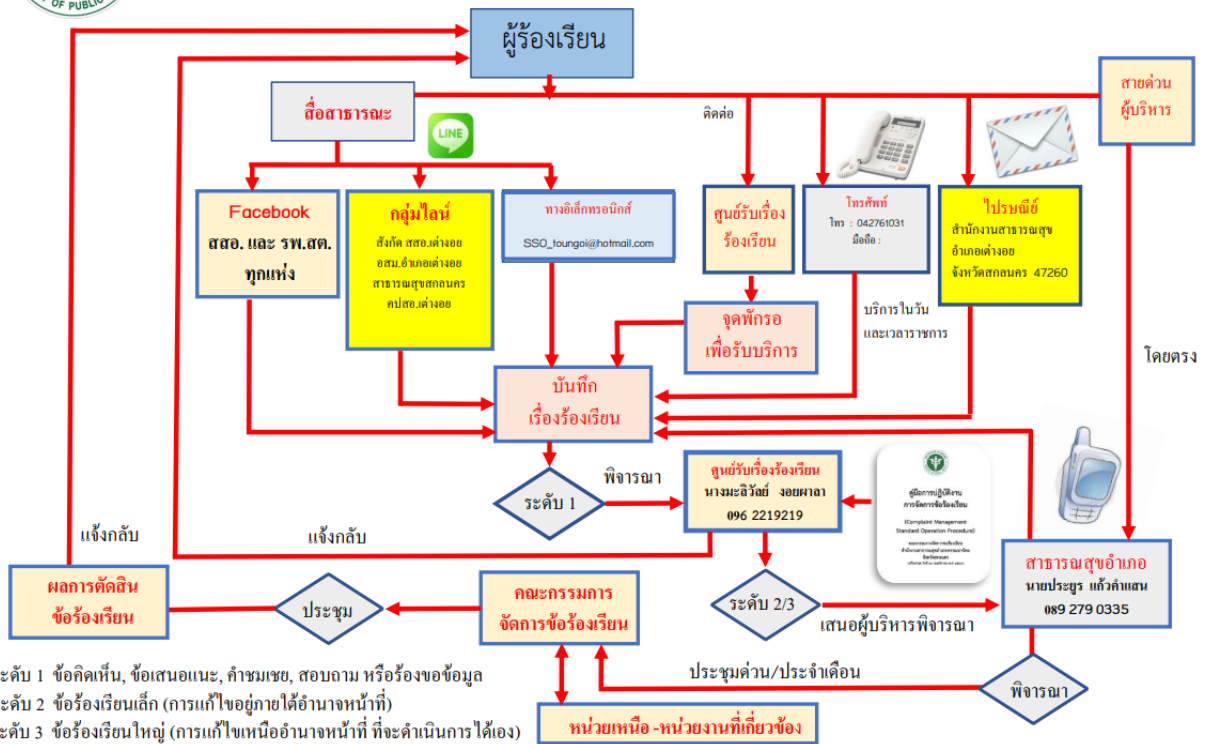 OF PUBLIC
ผู้ร้องเรียน
สื่อสาธารณะ
LINE
ติดต่อ
สายด่วน
ผู้บริหาร
Facebook
สสอ. และ รพ.สต.
ทุกแห่ง
กลุ่มไลน์
สังกัด สสอ.เต่างอย
อสม.อำเภอเต่างอย
สาธารณสุขสกลนคร
คปสอ.เต่างอย
ทางอิเล็กทรอนิกส์
SSO_toungoi@hotmail.com
ศูนย์รับเรื่อง
ร้องเรียน
โทรศัพท์
โทร : 042761031
มือถือ :
ไปรษณีย์
สำนักงานสาธารณสุข
อำเภอเต่างอย
จังหวัดสกลนคร 47260
จุดพักรอ
เพื่อรับบริการ
บริการในวัน
และเวลาราชการ
โดยตรง
บันทึก
เรื่องร้องเรียน
ระดับ 1
พิจารณา
ศูนย์รับเรื่องร้องเรียน
นางมะลิวัลย์ งอยผาลา
096 2219219
คู่มือการปฏิบัติงาน
การจัดการข้อร้องเรียน
(Complaint Management
Standard Operation Procedure)
แจ้งกลับ
แจ้งกลับ
สาธารณสุขอำเภอ
นายประยูร แก้วคำแสน
089 279 0335
ผลการตัดสิน
ข้อร้องเรียน
ประชุม
คณะกรรมการ
จัดการข้อร้องเรียน
ระดับ 2/3
เสนอผู้บริหารพิจารณา
ประชุมด่วน/ประจำเดือน
พิจารณา
ะดับ 1 ข้อคิดเห็น, ข้อเสนอแนะ, คำชมเชย, สอบถาม หรือร้องขอข้อมูล
ะดับ 2 ข้อร้องเรียนเล็ก (การแก้ไขอยู่ภายใต้อำนาจหน้าที่)
ะดับ 3 ข้อร้องเรียนใหญ่ (การแก้ไขเหนืออำนาจหน้าที่ ที่จะดำเนินการได้เอง)
หน่วยเหนือ -หน่วยงานที่เกี่ยวข้อง